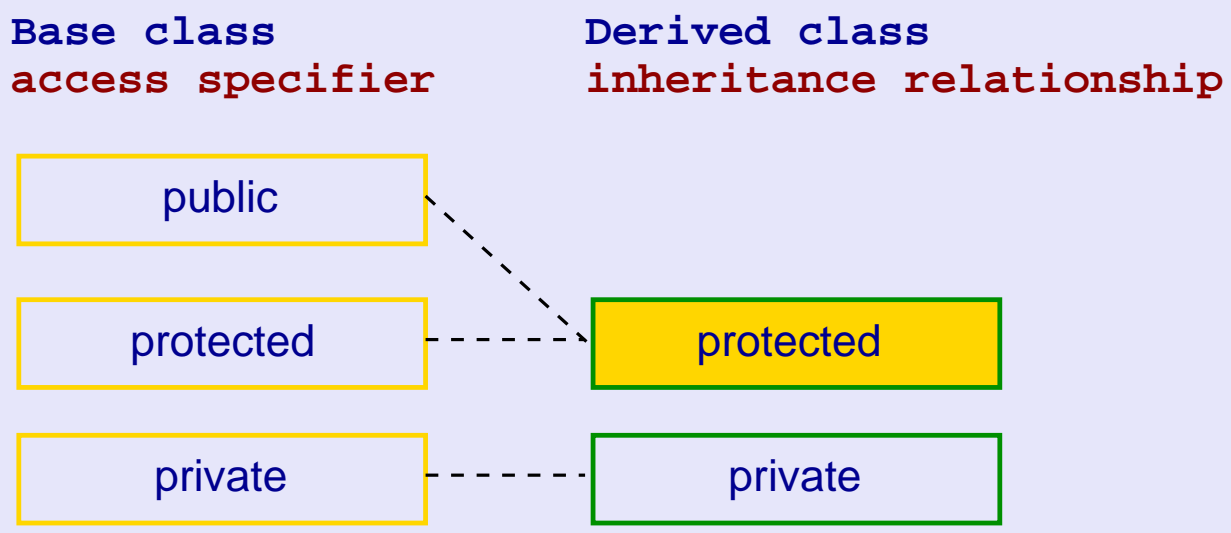 Base class
access specifier
Derived class
inheritance relationship
public
protected
protected
private
private